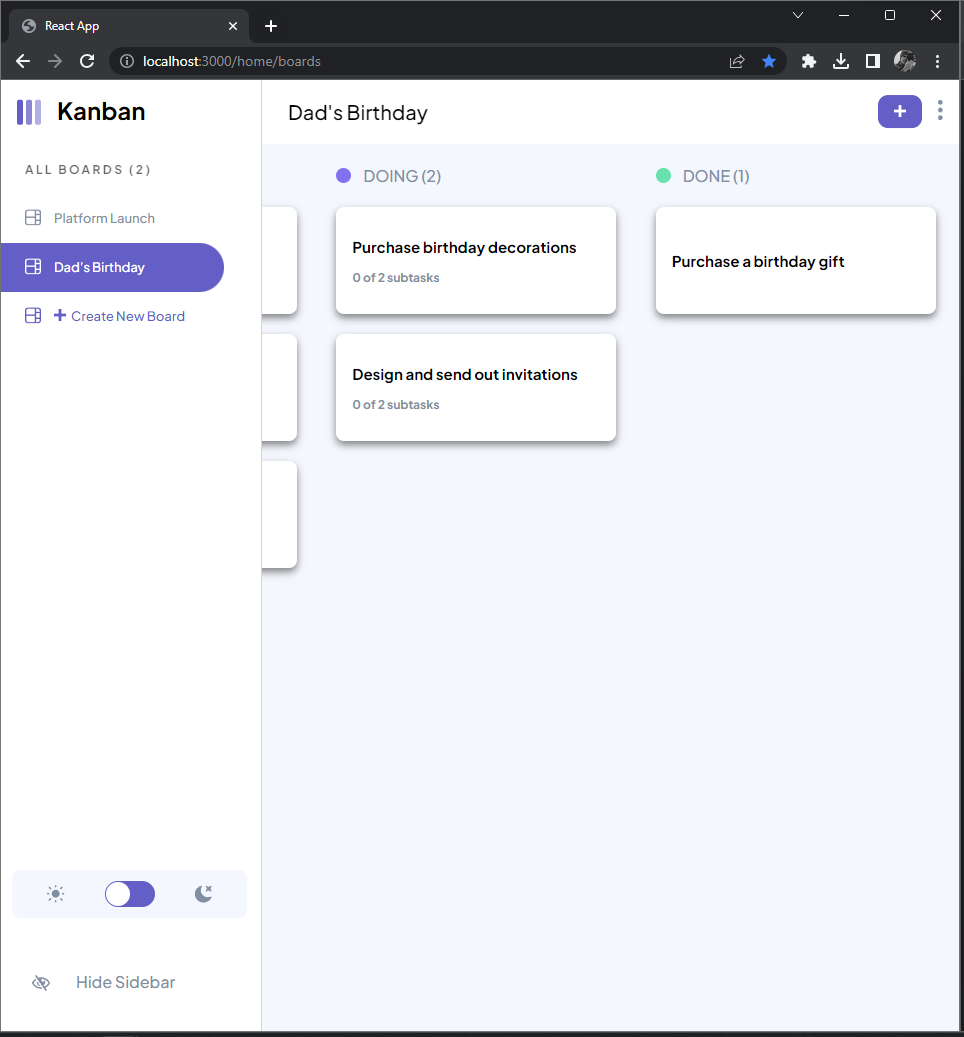 React App
localhost:3000/home/boards
Kanban
Dad's Birthday
ALL BOARDS (2)
Platform Launch
Dad's Birthday
Create New Board
DOING (2)
DONE (1)
Purchase birthday decorations
0 of 2 subtasks
Purchase a birthday gift
Design and send out invitations
0 of 2 subtasks
Hide Sidebar